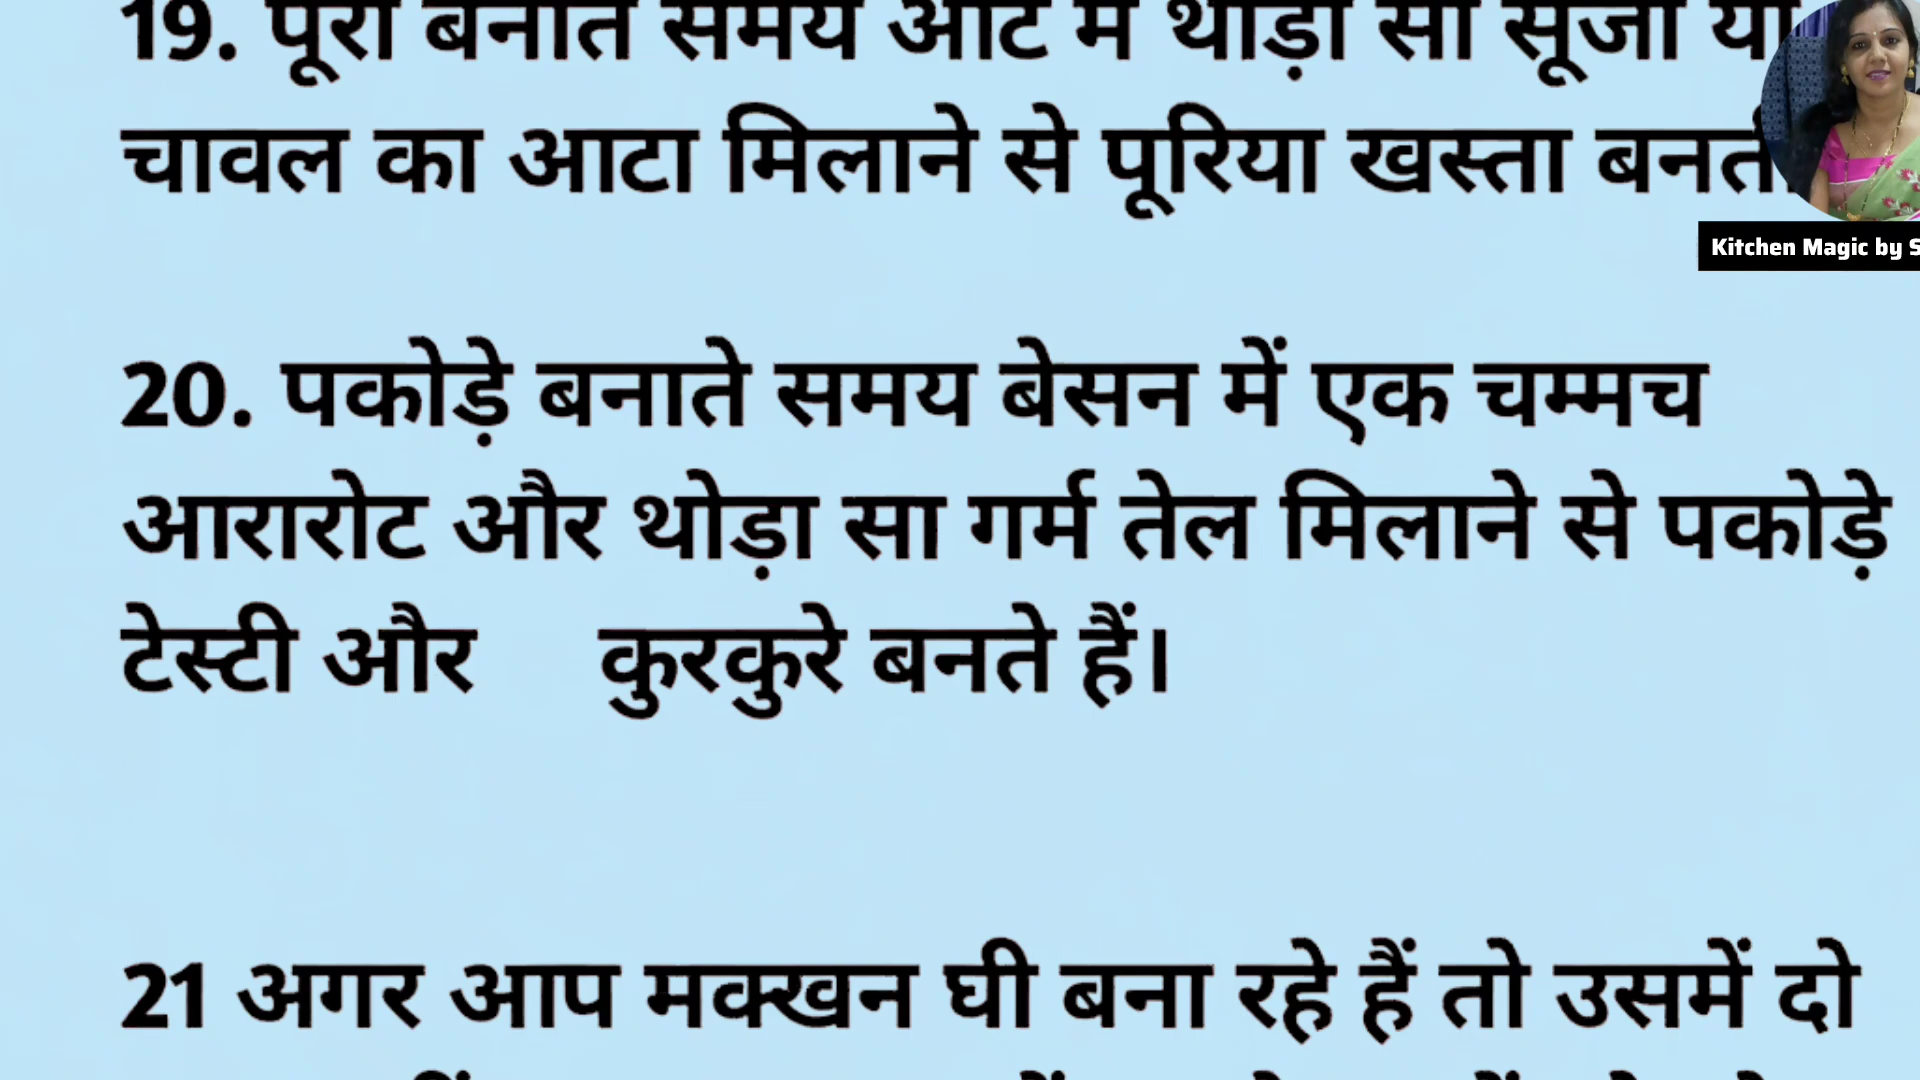 19. पूरी बनाते समय आटे में थोड़ा सा सूजी या
चावल का आटा मिलाने से पूरिया खस्ता बनती
Kitchen Magic by S
20. पकोड़े बनाते समय बेसन में एक चम्मच
आरारोट और थोड़ा सा गर्म तेल मिलाने से पकोड़े
टेस्टी और कुरकुरे बनते हैं।
21 अगर आप मक्खन घी बना रहे हैं तो उसमें दो